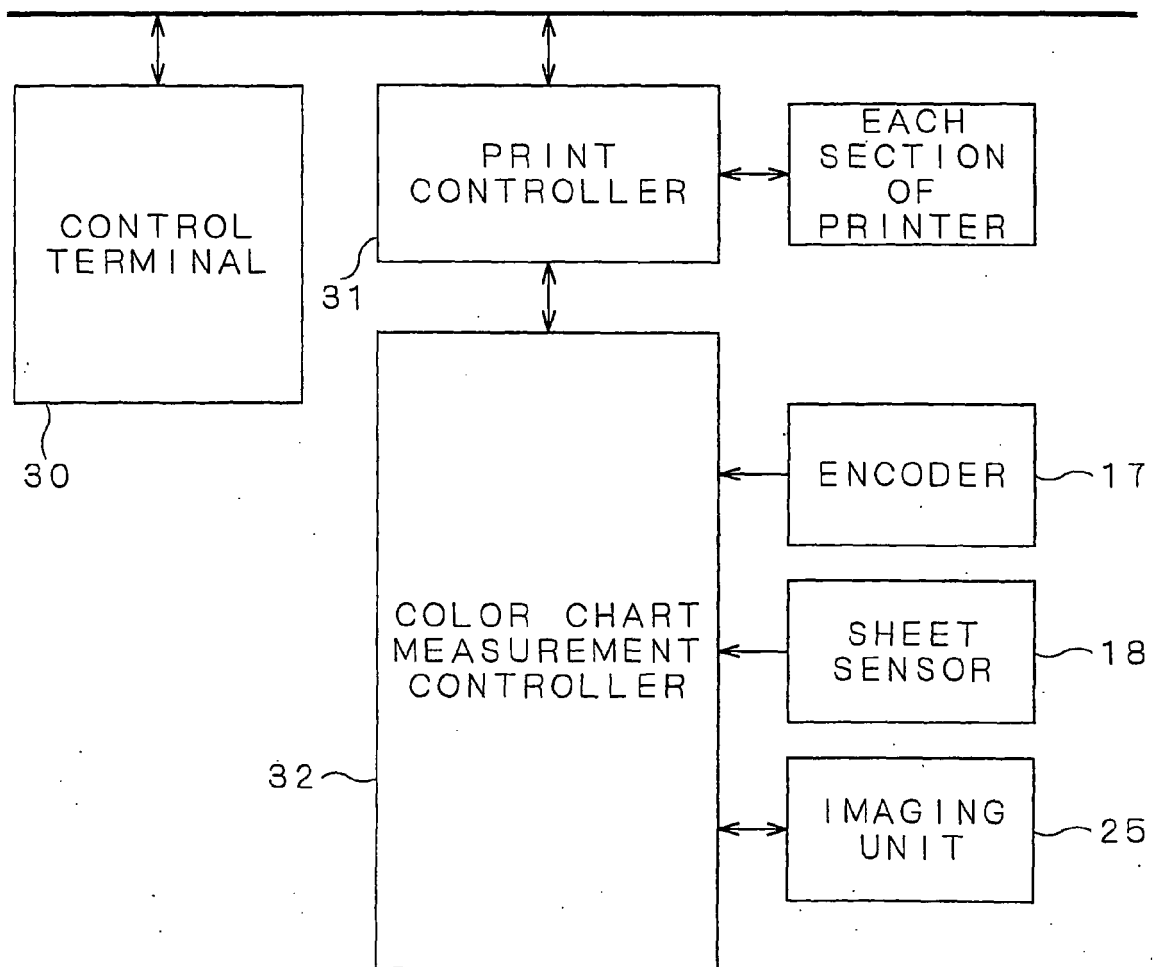 CONTROL
TERMINAL
30
PRINT
CONTROLLER
31
EACH
SECTION
OF
PRINTER
COLOR CHART
MEASUREMENT
CONTROLLER
32
ENCODER
17
SHEET
SENSOR
18
IMAGING
UNIT
25